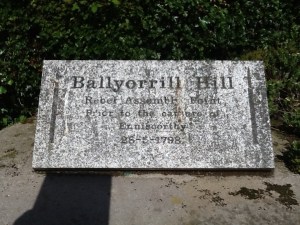 Ballyorrill Hill
Rebel Assembly Point
Prior to the capture of
Enniscorthy
28-5-1798